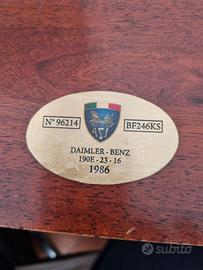 N° 96214
ASI
BF246KS
DAIMLER - BENZ
190E - 23 - 16
1986
subito